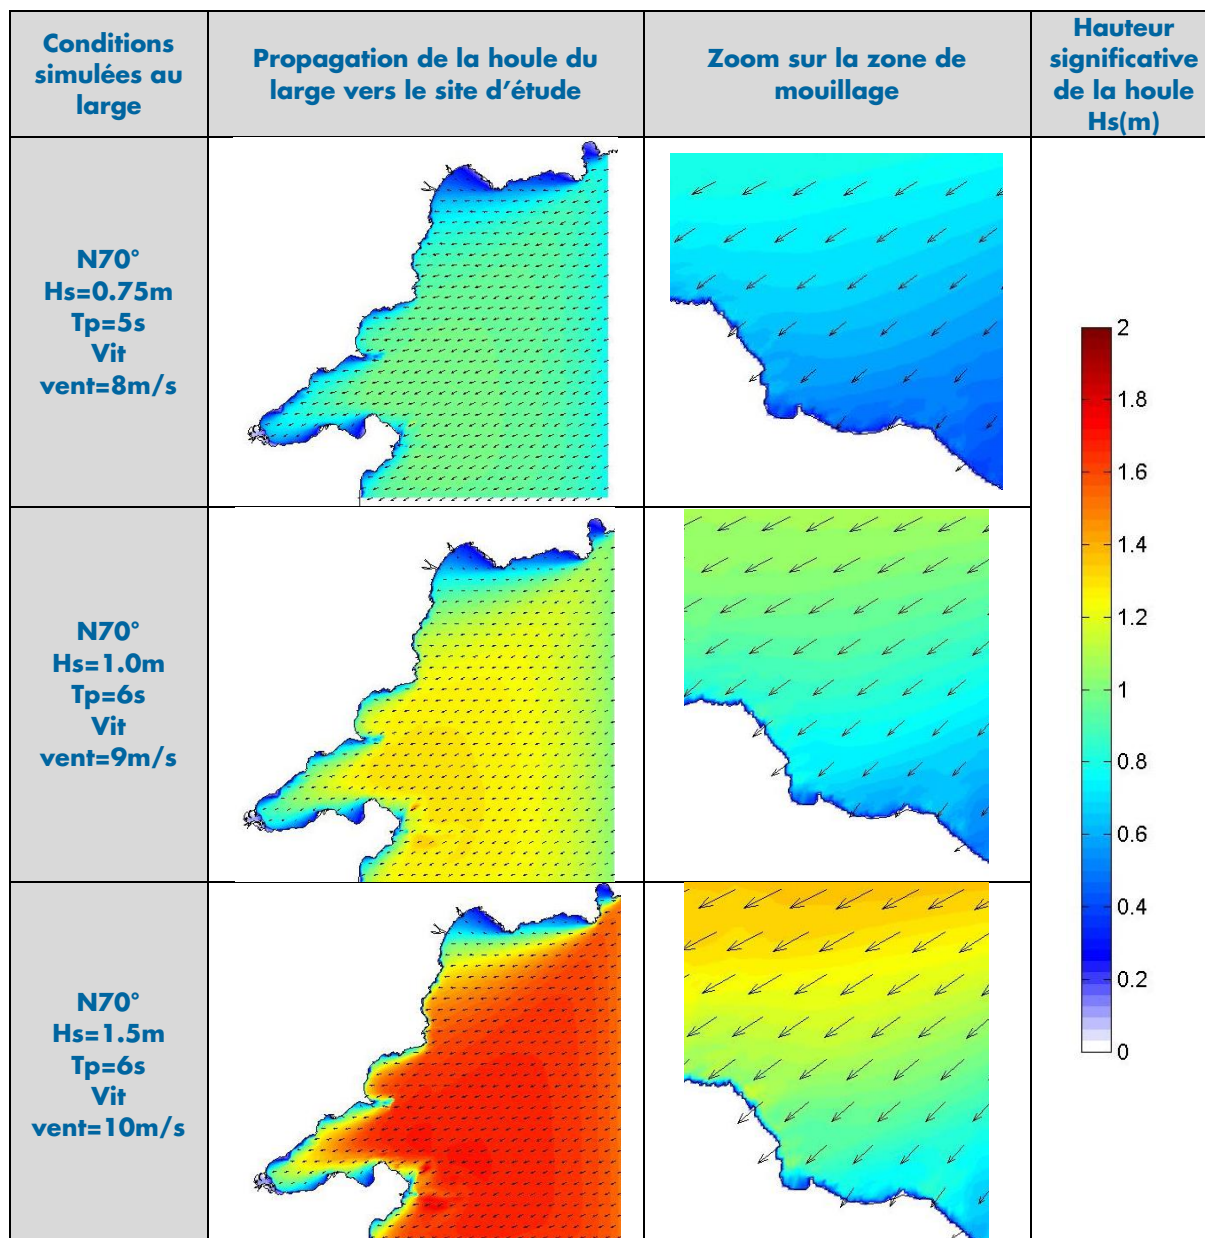 Conditions
simulées au
large
Propagation de la houle du
large vers le site d’étude
Zoom sur la zone de
mouillage
Hauteur
significative
de la houle
Hs(m)
N70°
Hs=0.75m
Tp=5s
Vit
vent=8m/s
N70°
Hs=1.0m
Tp=6s
Vit
vent=9m/s
N70°
Hs=1.5m
Tp=6s
Vit
vent=10m/s
2
1.8
1.6
1.4
1.2
1
0.8
0.6
0.4
0.2
0